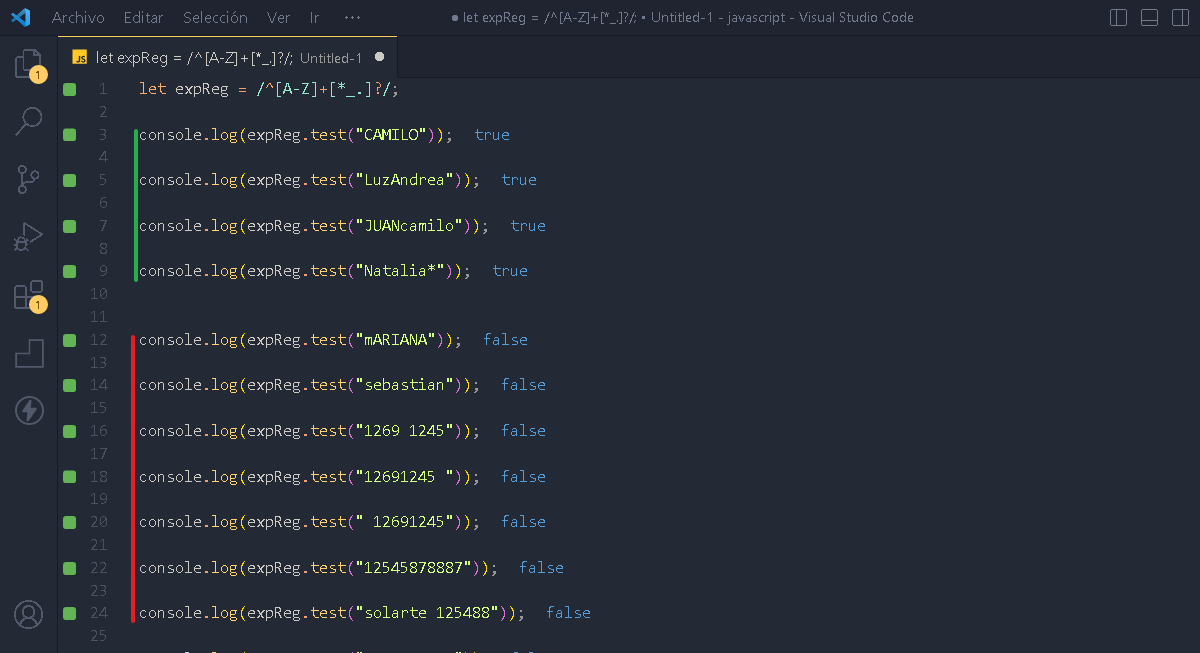 Archivo Editar Selección Ver Ir ···
● let expReg = /^[A-Z]+[*_.]?/; • Untitled-1 - javascript - Visual Studio Code
JS let expReg = /^[A-Z]+[*_.]?/; Untitled-1 ●
1
1
1 let expReg = /^[A-Z]+[*_.]?/;
2
3 console.log(expReg.test("CAMILO")); true
4
5 console.log(expReg.test("LuzAndrea")); true
6
7 console.log(expReg.test("JUANcamilo")); true
8
9 console.log(expReg.test("Natalia*")); true
10
11
12 console.log(expReg.test("mARIANA")); false
13
14 console.log(expReg.test("sebastian")); false
15
16 console.log(expReg.test("1269 1245")); false
17
18 console.log(expReg.test("12691245 ")); false
19
20 console.log(expReg.test(" 12691245")); false
21
22 console.log(expReg.test("12545878887")); false
23
24 console.log(expReg.test("solarte 125488")); false
25